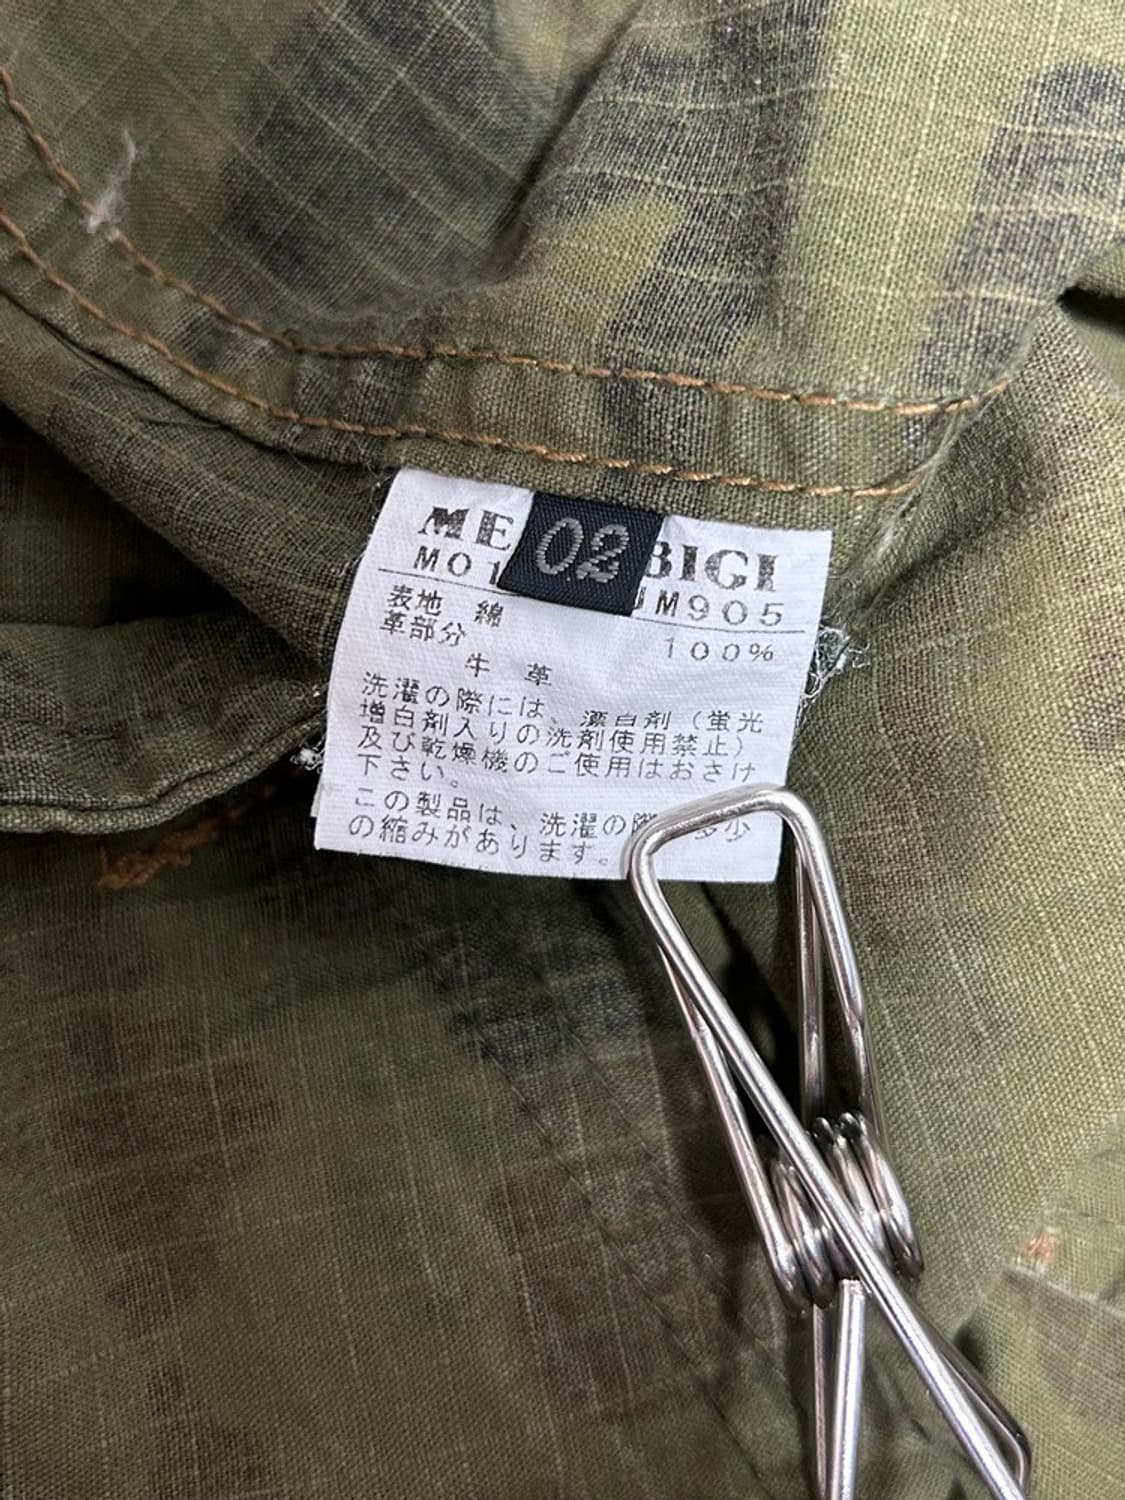 ME 02 BIGI
M01 JM905
表地 綿 100%
革部分
牛 革
洗濯の際には、漂白剤（蛍光
増白剤入りの洗剤使用禁止）
及び乾燥機のご使用はおさけ
下さい。
この製品は、洗濯の際 多少
の縮みがあります。